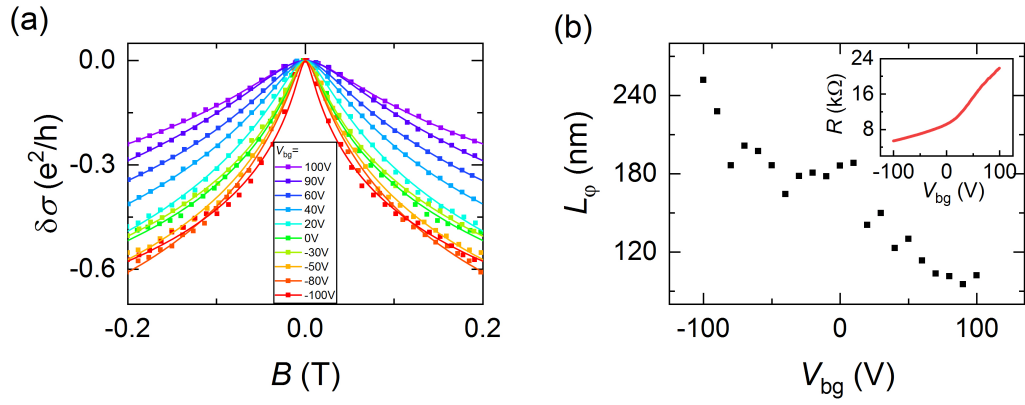 (a)
0.0
-0.3
-0.6
δσ (e²/h)
-0.2
0.0
0.2
B (T)
Vbg=
100V
90V
60V
40V
20V
0V
-30V
-50V
-80V
-100V
(b)
240
180
120
Lφ (nm)
-100
0
100
Vbg (V)
24
16
8
R (kΩ)
-100
0
100
Vbg (V)